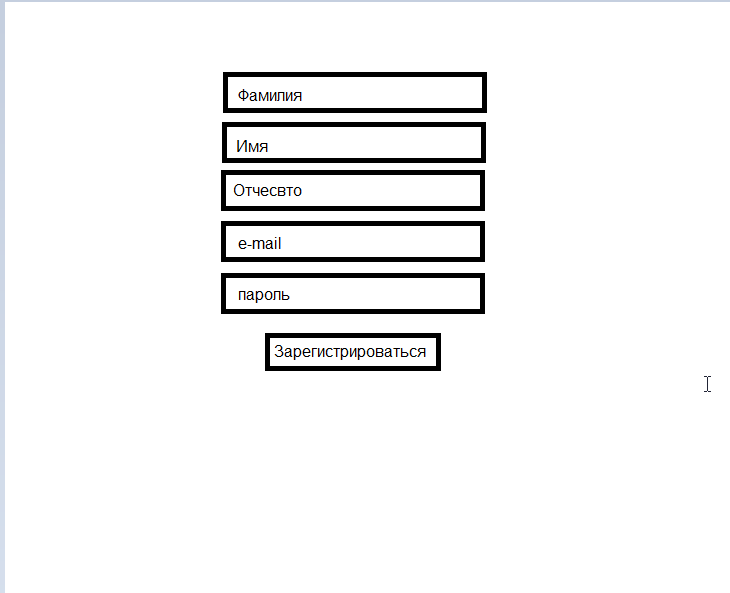 Фамилия
Имя
Отчесвто
e-mail
пароль
Зарегистрироваться